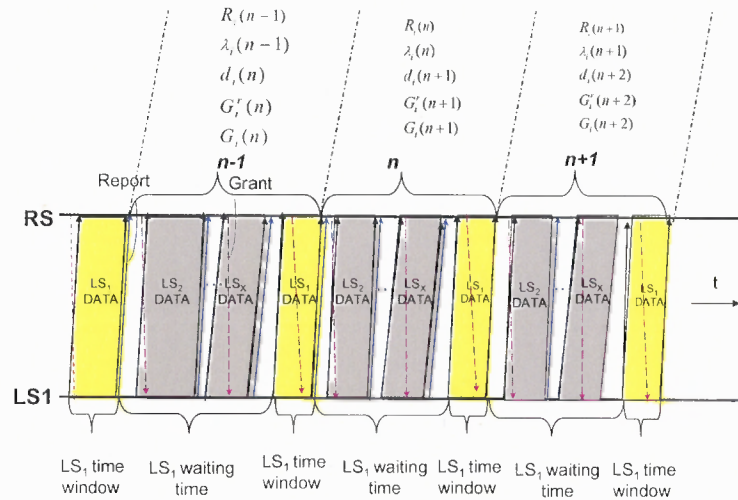 R_i(n−1)
λ_i(n−1)
d_i(n)
G_i^r(n)
G_i(n)
R_i(n)
λ_i(n)
d_i(n+1)
G_i^r(n+1)
G_i(n+1)
R_i(n+1)
λ_i(n+1)
d_i(n+2)
G_i^r(n+2)
G_i(n+2)
n-1
n
n+1
Report
Grant
RS
LS1
DATA
LS2
DATA
...
LSX
DATA
LS1
DATA
LS2
DATA
...
LSX
DATA
LS1
DATA
LS2
DATA
...
LSX
DATA
LS1
DATA
t
LS1
LS1 time
window
LS1 waiting
time
LS1 time
window
LS1 waiting
time
LS1 time
window
LS1 waiting
time
LS1 time
window